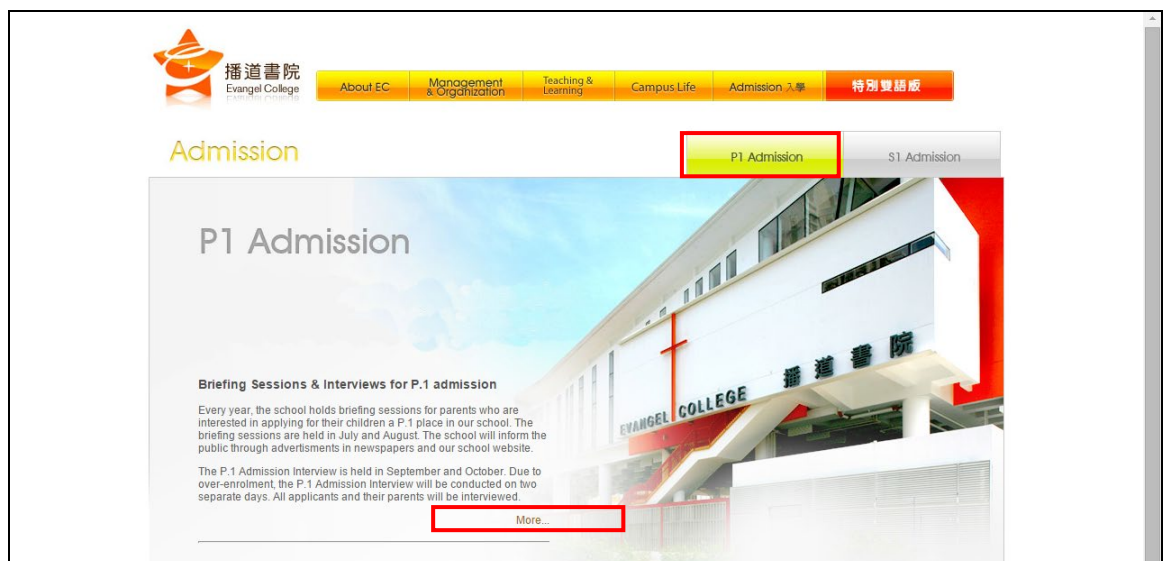 播道書院
Evangel College
About EC
Management
& Organization
Teaching &
Learning
Campus Life
Admission 入學
特別雙語版
Admission
P1 Admission
S1 Admission
P1 Admission
EVANGEL COLLEGE 播道書院
Briefing Sessions & Interviews for P.1 admission
Every year, the school holds briefing sessions for parents who are
interested in applying for their children a P.1 place in our school. The
briefing sessions are held in July and August. The school will inform the
public through advertisments in newspapers and our school website.
The P.1 Admission Interview is held in September and October. Due to
over-enrolment, the P.1 Admission Interview will be conducted on two
separate days. All applicants and their parents will be interviewed.
More...